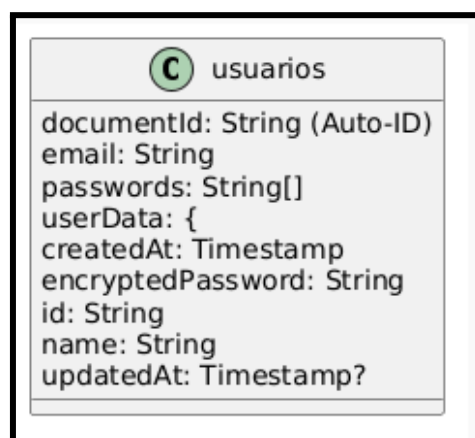 C usuarios
documentId: String (Auto-ID)
email: String
passwords: String[]
userData: {
createdAt: Timestamp
encryptedPassword: String
id: String
name: String
updatedAt: Timestamp?